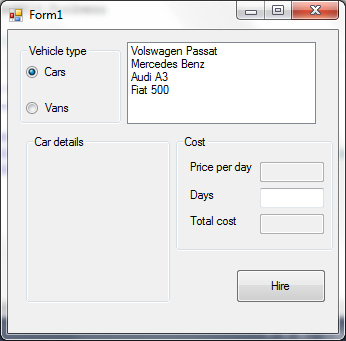 Form1
Vehicle type
Cars
Vans
Volswagen Passat
Mercedes Benz
Audi A3
Fiat 500
Car details
Cost
Price per day
Days
Total cost
Hire